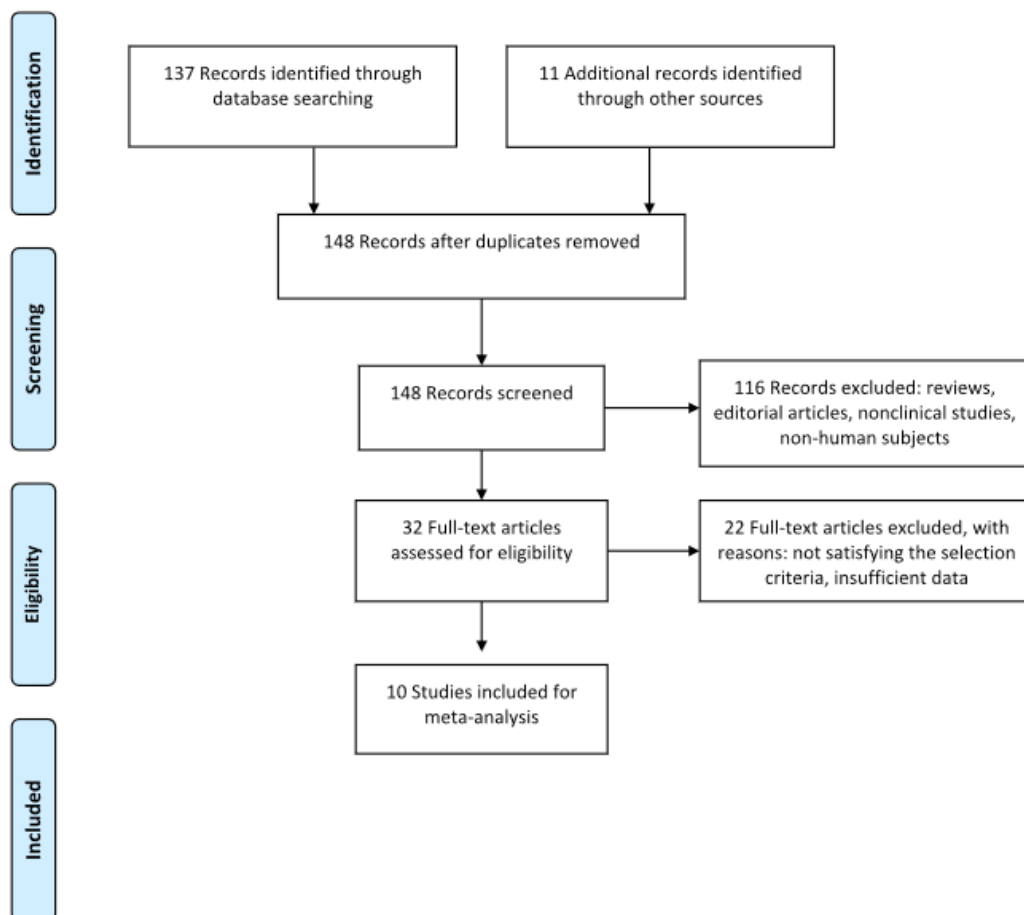 Identification
137 Records identified through
database searching
11 Additional records identified
through other sources
148 Records after duplicates removed
Screening
148 Records screened
116 Records excluded: reviews,
editorial articles, nonclinical studies,
non-human subjects
Eligibility
32 Full-text articles
assessed for eligibility
22 Full-text articles excluded, with
reasons: not satisfying the selection
criteria, insufficient data
10 Studies included for
meta-analysis
Included